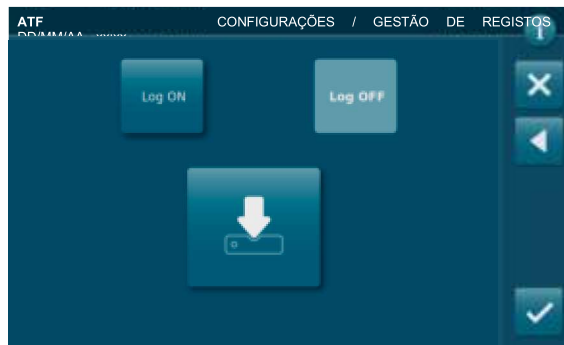 ATF CONFIGURAÇÕES / GESTÃO DE REGISTOS
DD/MM/AA
Log ON
Log OFF